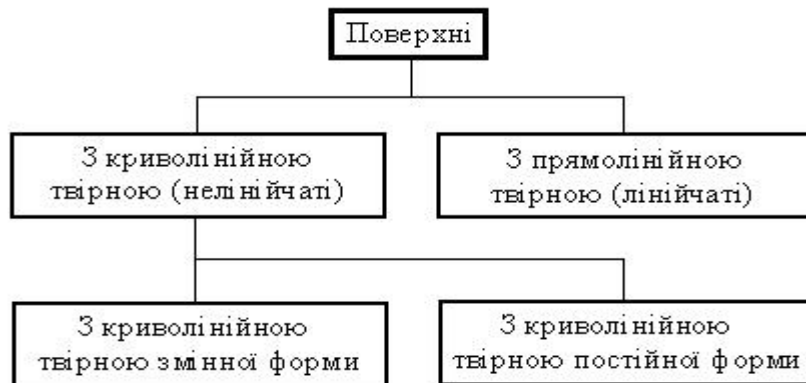 Поверхні
З криволінійною
твірною (нелінійчаті)
З прямолінійною
твірною (лінійчаті)
З криволінійною
твірною змінної форми
З криволінійною
твірною постійної форми